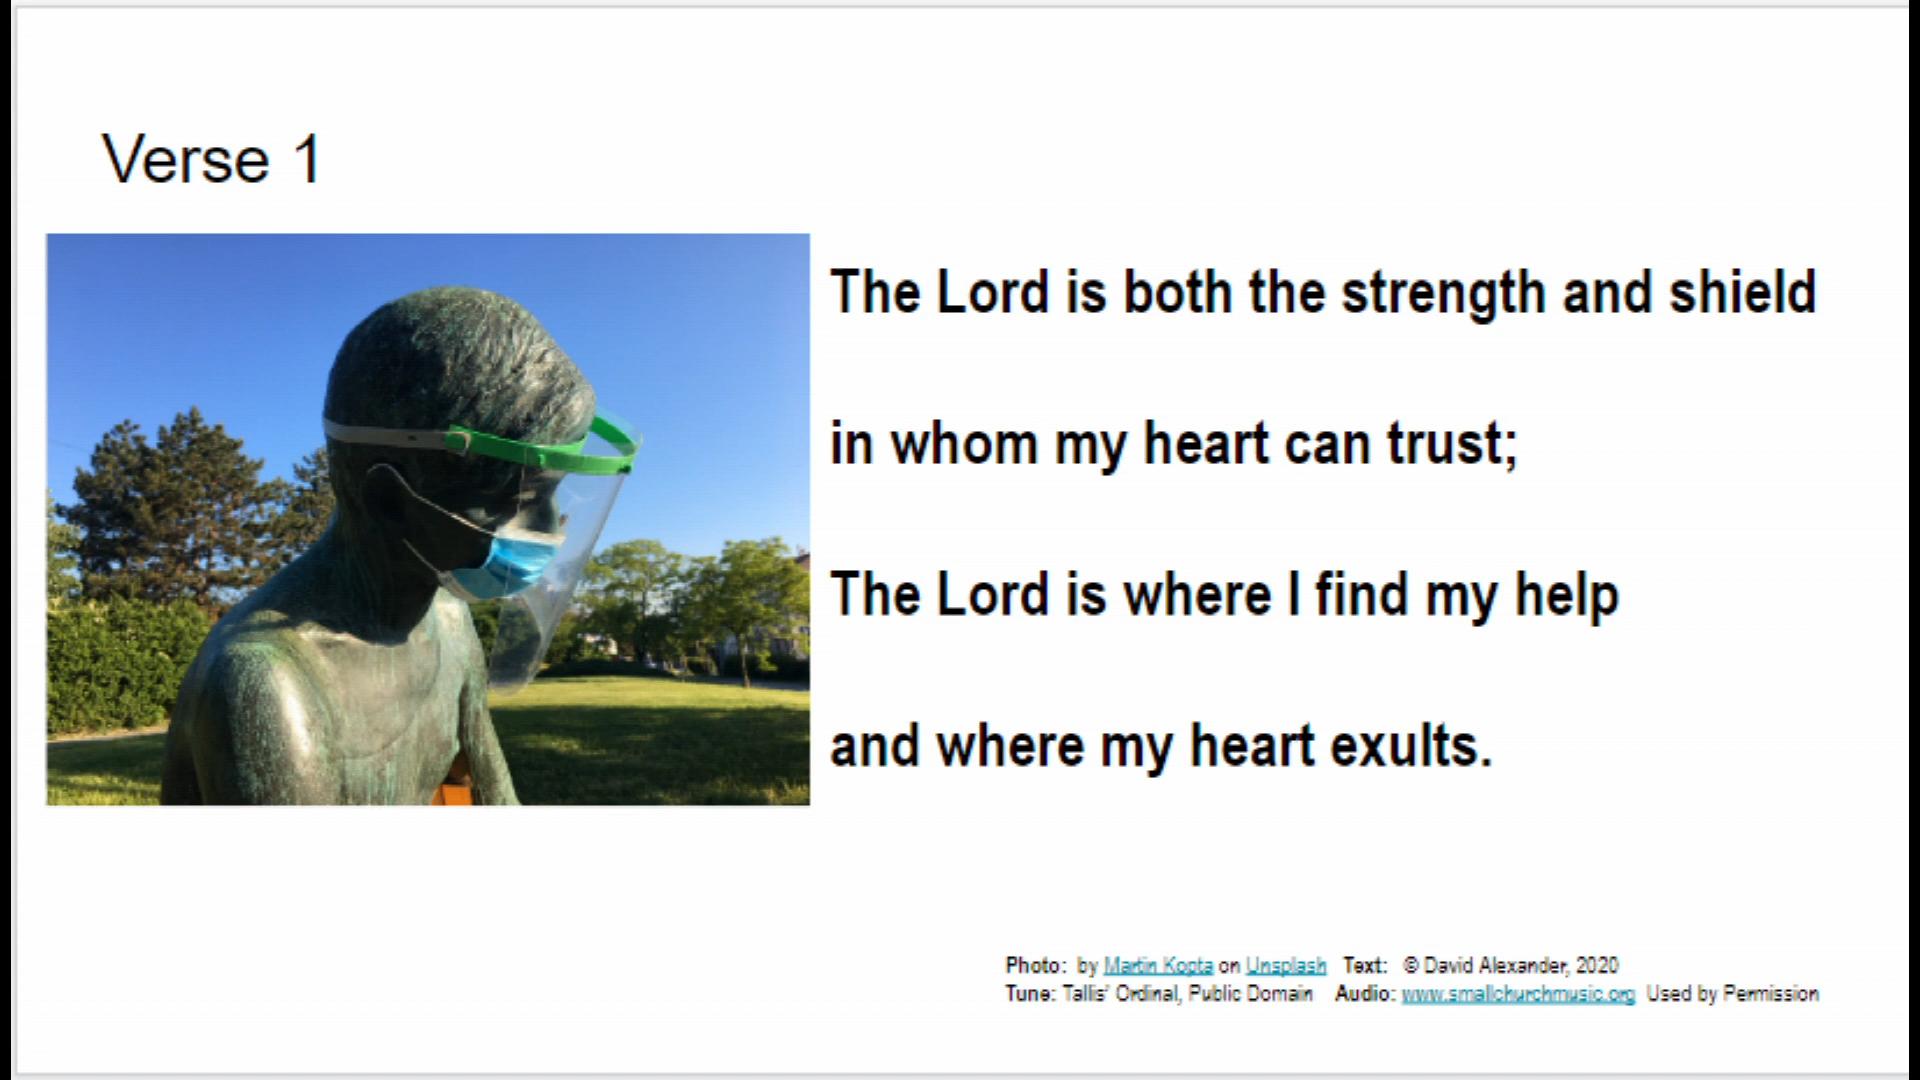 Verse 1
The Lord is both the strength and shield
in whom my heart can trust;
The Lord is where I find my help
and where my heart exults.
Photo: by Martin Kopta on Unsplash Text: © David Alexander, 2020
Tune: Tallis' Ordinal, Public Domain Audio: www.smallchurchmusic.org Used by Permission